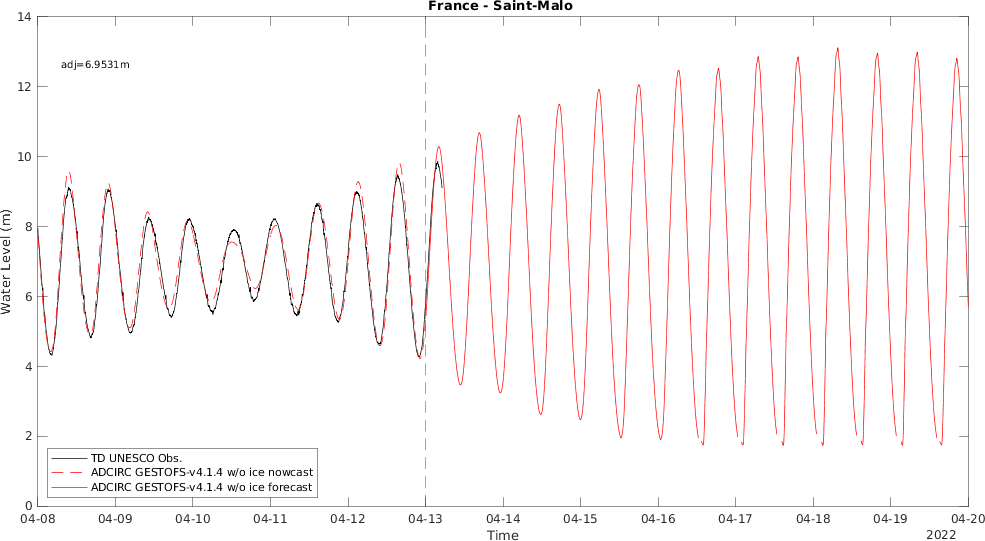 France - Saint-Malo
adj=6.9531m
Water Level (m)
14
12
10
8
6
4
2
0
TD UNESCO Obs.
ADCIRC GESTOFS-v4.1.4 w/o ice nowcast
ADCIRC GESTOFS-v4.1.4 w/o ice forecast
04-08 04-09 04-10 04-11 04-12 04-13 04-14 04-15 04-16 04-17 04-18 04-19 04-20
Time
2022